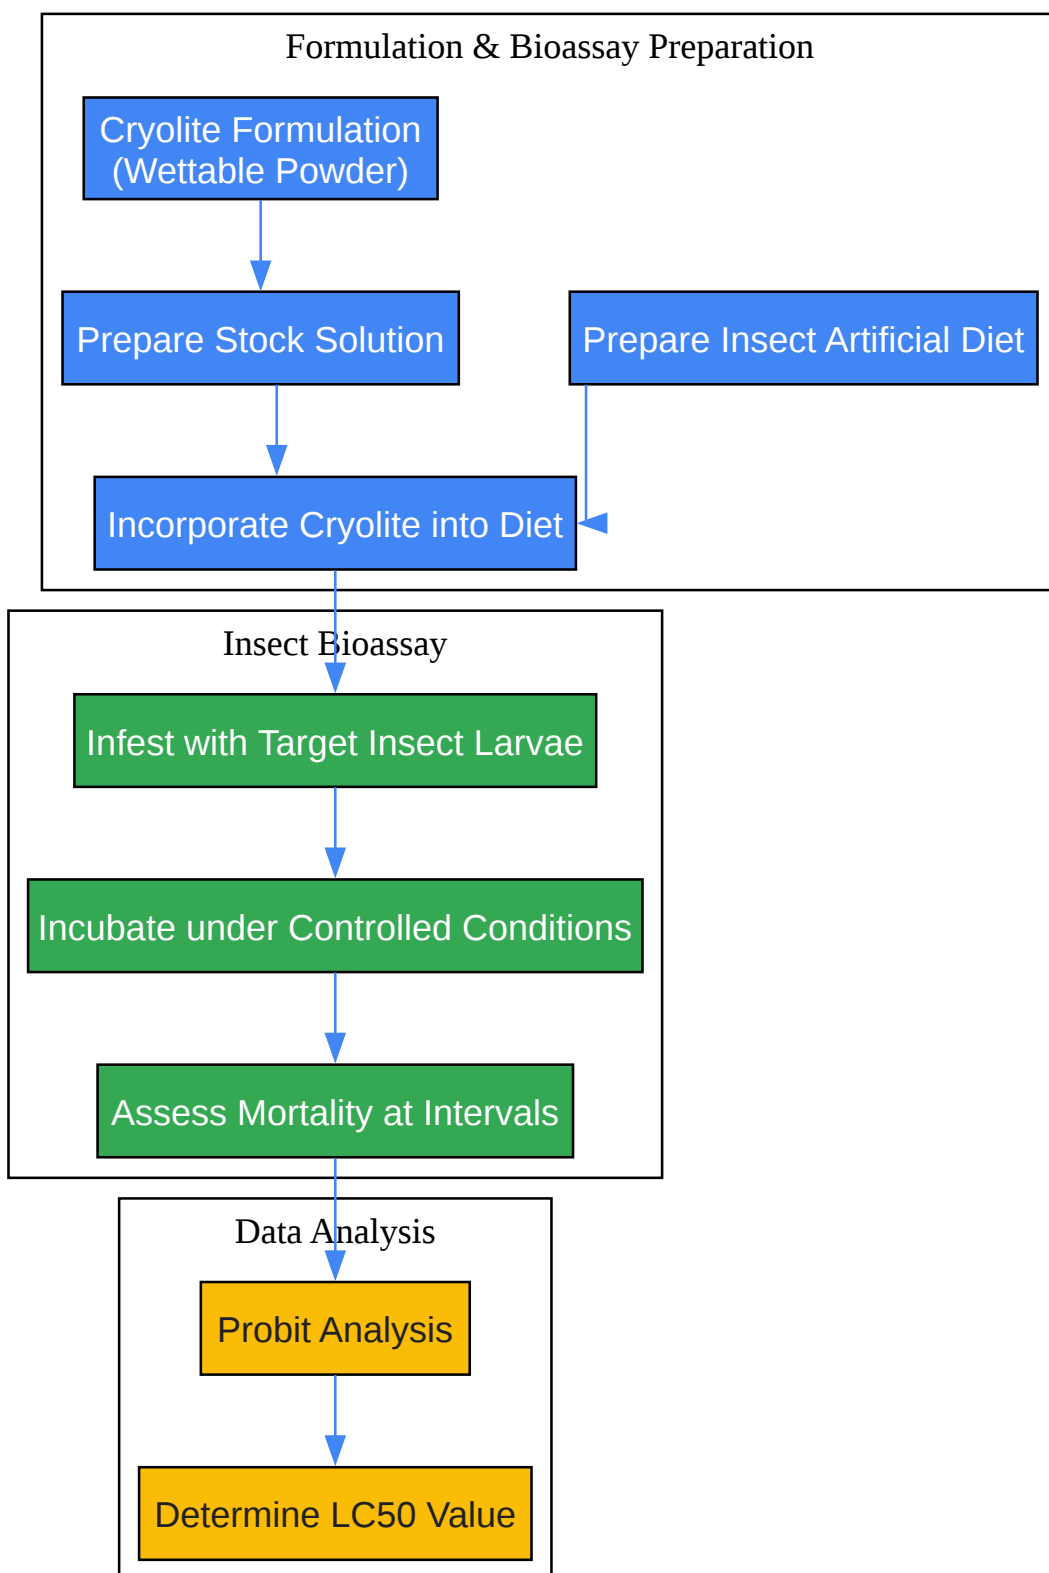 Formulation & Bioassay Preparation
Cryolite Formulation
(Wettable Powder)
Prepare Stock Solution
Prepare Insect Artificial Diet
Incorporate Cryolite into Diet
Insect Bioassay
Infest with Target Insect Larvae
Incubate under Controlled Conditions
Assess Mortality at Intervals
Data Analysis
Probit Analysis
Determine LC50 Value